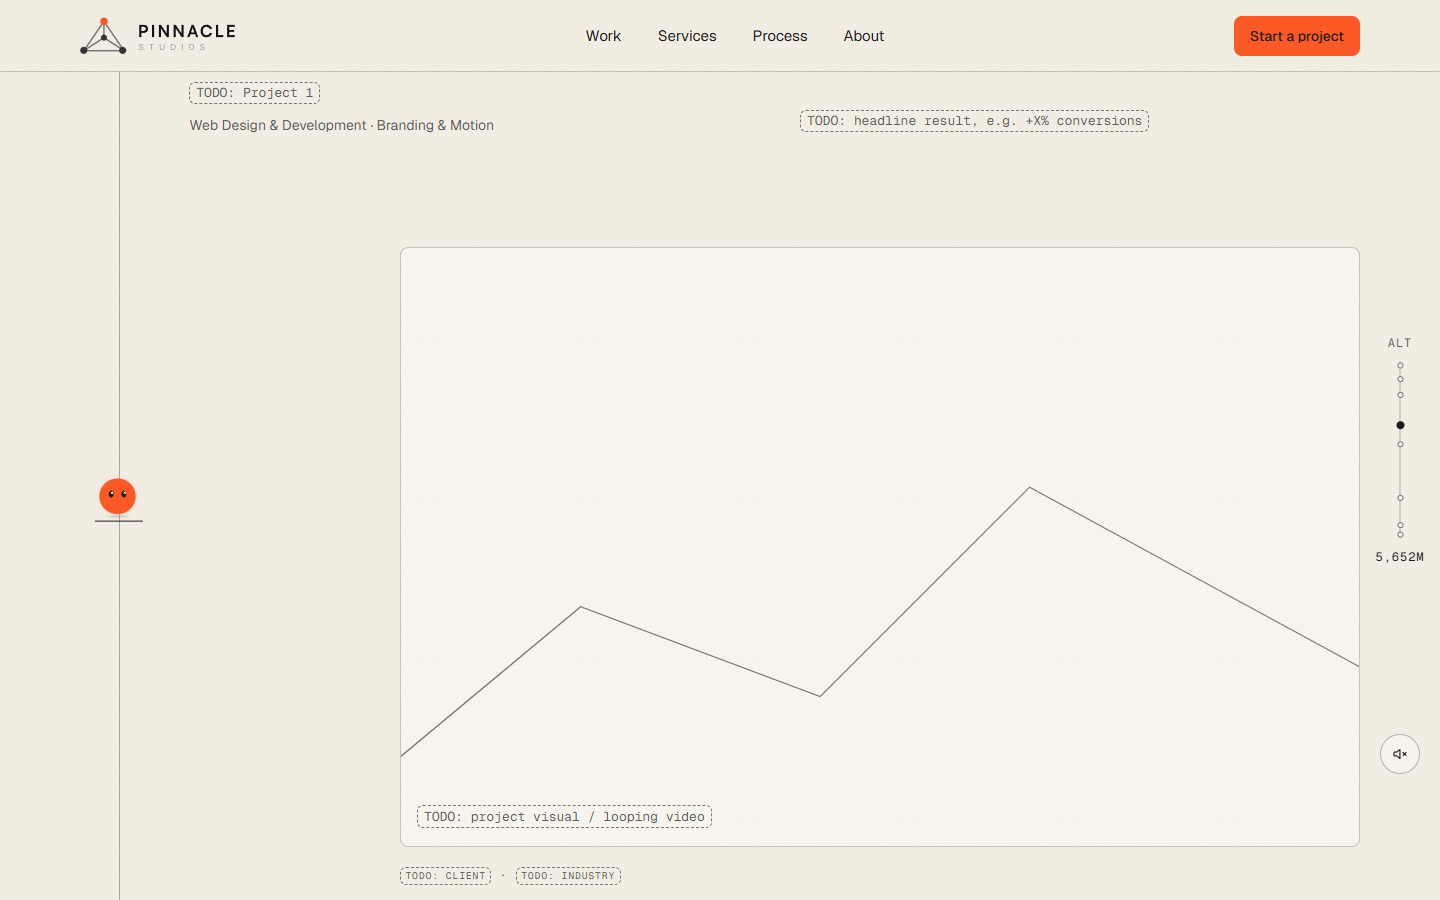 PINNACLE
STUDIOS
Work
Services
Process
About
Start a project
TODO: Project 1
Web Design & Development · Branding & Motion
TODO: headline result, e.g. +X% conversions
ALT
5,652M
TODO: project visual / looping video
TODO: CLIENT · TODO: INDUSTRY